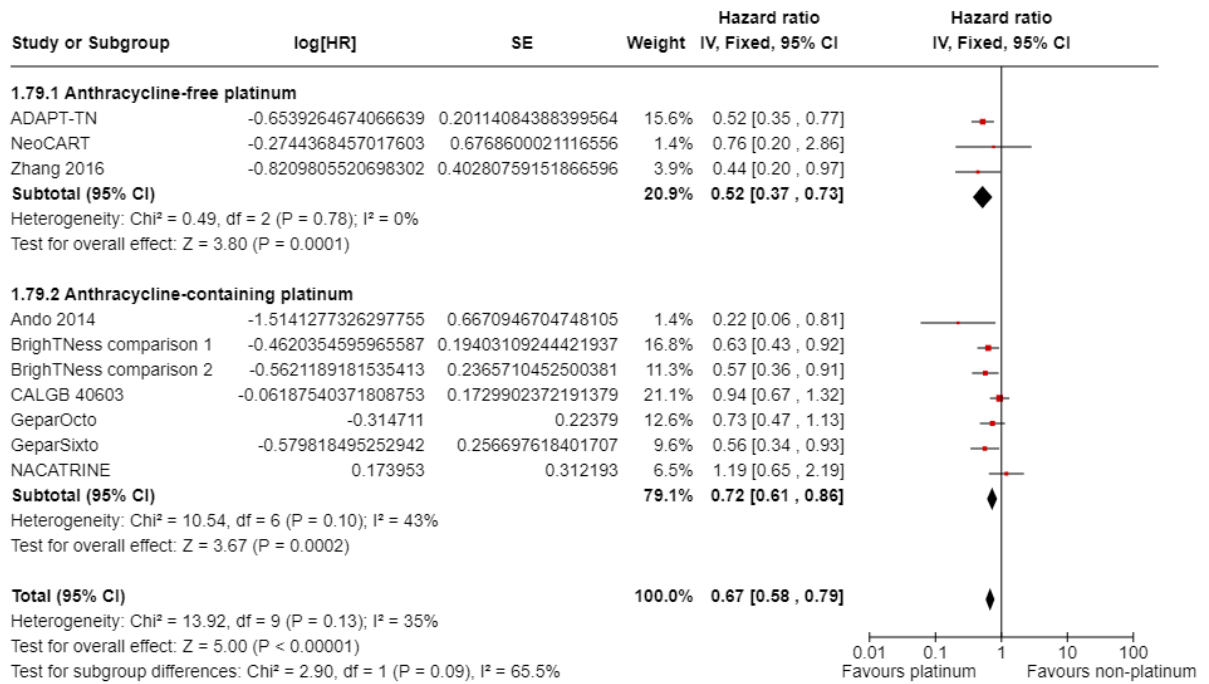 Hazard ratio Hazard ratio
Study or Subgroup log[HR] SE Weight IV, Fixed, 95% CI IV, Fixed, 95% CI
1.79.1 Anthracycline-free platinum
ADAPT-TN -0.6539264674066639 0.20114084388399564 15.6% 0.52 [0.35 , 0.77]
NeoCART -0.2744368457017603 0.6768600021116556 1.4% 0.76 [0.20 , 2.86]
Zhang 2016 -0.8209805520698302 0.40280759151866596 3.9% 0.44 [0.20 , 0.97]
Subtotal (95% CI) 20.9% 0.52 [0.37 , 0.73]
Heterogeneity: Chi² = 0.49, df = 2 (P = 0.78); I² = 0%
Test for overall effect: Z = 3.80 (P = 0.0001)
1.79.2 Anthracycline-containing platinum
Ando 2014 -1.5141277326297755 0.6670946704748105 1.4% 0.22 [0.06 , 0.81]
BrighTNess comparison 1 -0.4620354595965587 0.19403109244421937 16.8% 0.63 [0.43 , 0.92]
BrighTNess comparison 2 -0.5621189181535413 0.2365710452500381 11.3% 0.57 [0.36 , 0.91]
CALGB 40603 -0.06187540371808753 0.1729902372191379 21.1% 0.94 [0.67 , 1.32]
GeparOcto -0.314711 0.22379 12.6% 0.73 [0.47 , 1.13]
GeparSixto -0.579818495252942 0.256697618401707 9.6% 0.56 [0.34 , 0.93]
NACATRINE 0.173953 0.312193 6.5% 1.19 [0.65 , 2.19]
Subtotal (95% CI) 79.1% 0.72 [0.61 , 0.86]
Heterogeneity: Chi² = 10.54, df = 6 (P = 0.10); I² = 43%
Test for overall effect: Z = 3.67 (P = 0.0002)
Total (95% CI) 100.0% 0.67 [0.58 , 0.79]
Heterogeneity: Chi² = 13.92, df = 9 (P = 0.13); I² = 35%
Test for overall effect: Z = 5.00 (P < 0.00001)
Test for subgroup differences: Chi² = 2.90, df = 1 (P = 0.09), I² = 65.5%
0.01 0.1 1 10 100
Favours platinum Favours non-platinum